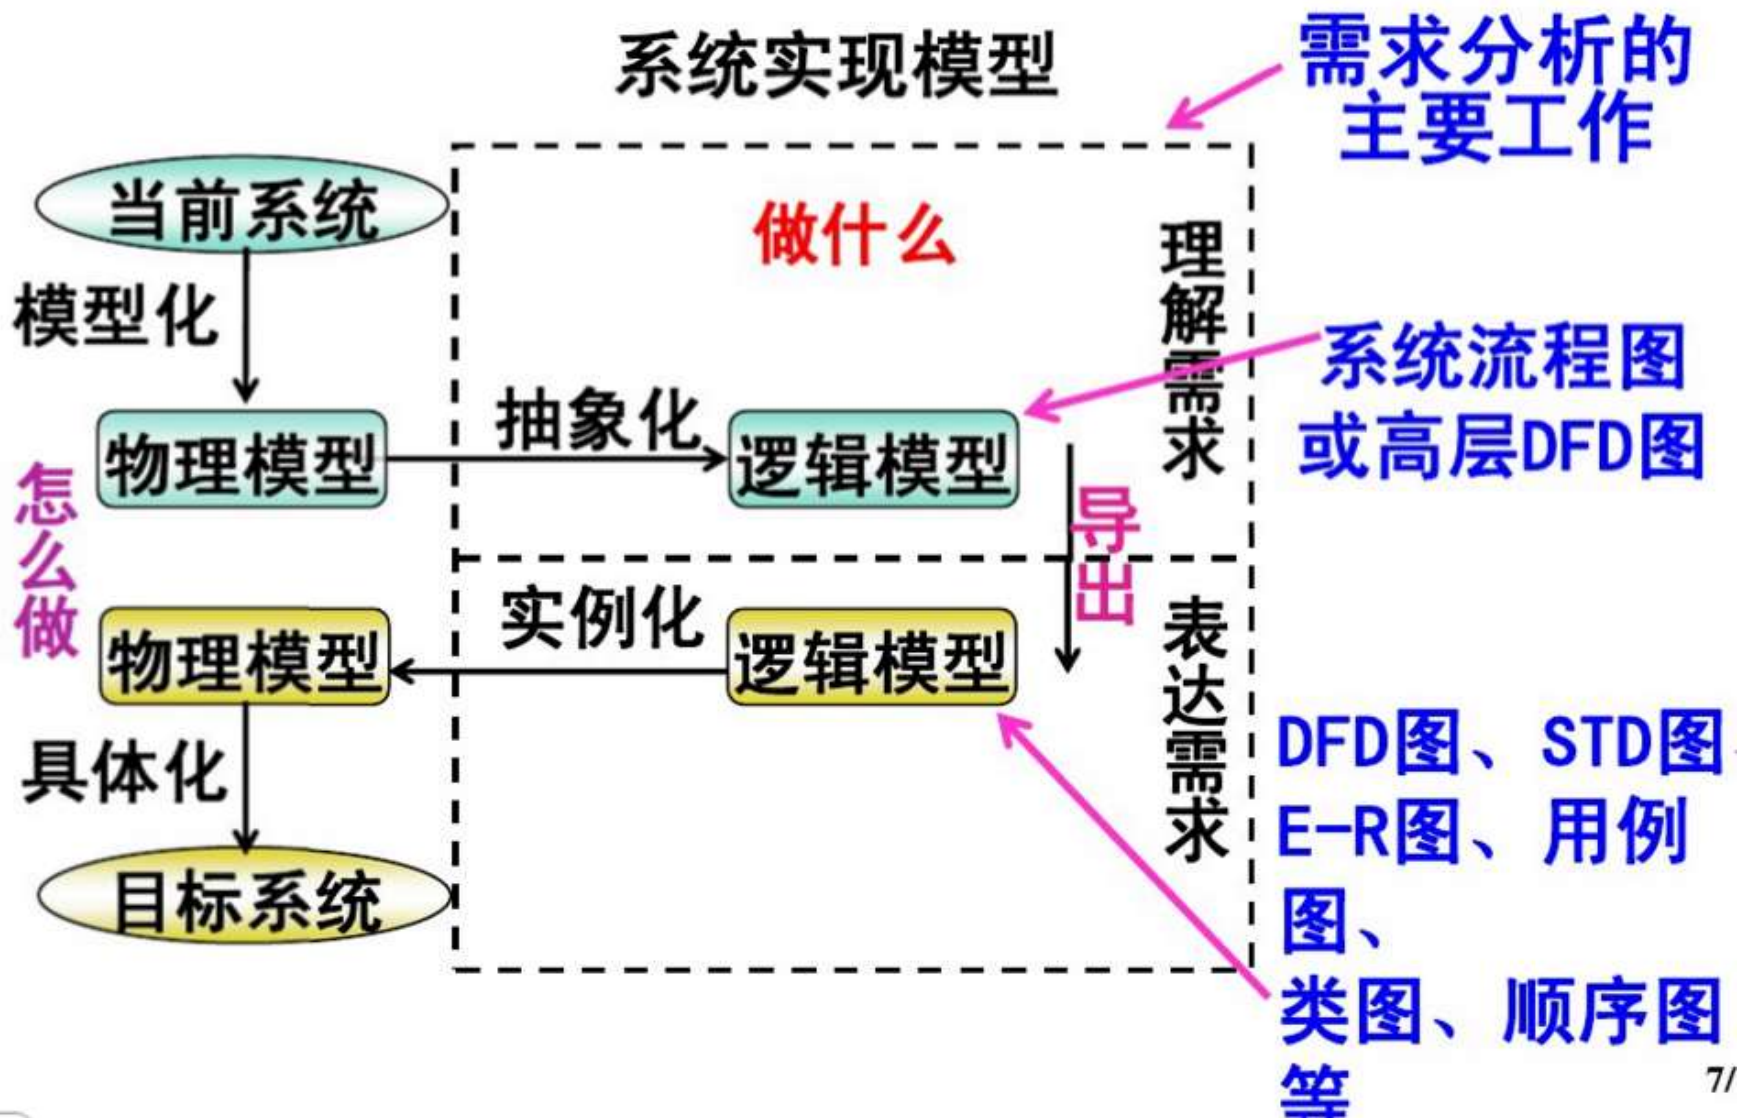 系统实现模型
需求分析的
主要工作
当前系统
做什么
理解需求
模型化
系统流程图
或高层DFD图
抽象化
物理模型
逻辑模型
怎么做
导出
实例化
物理模型
逻辑模型
表达需求
具体化
目标系统
DFD图、STD图、
E-R图、用例
图、
类图、顺序图
等
7/